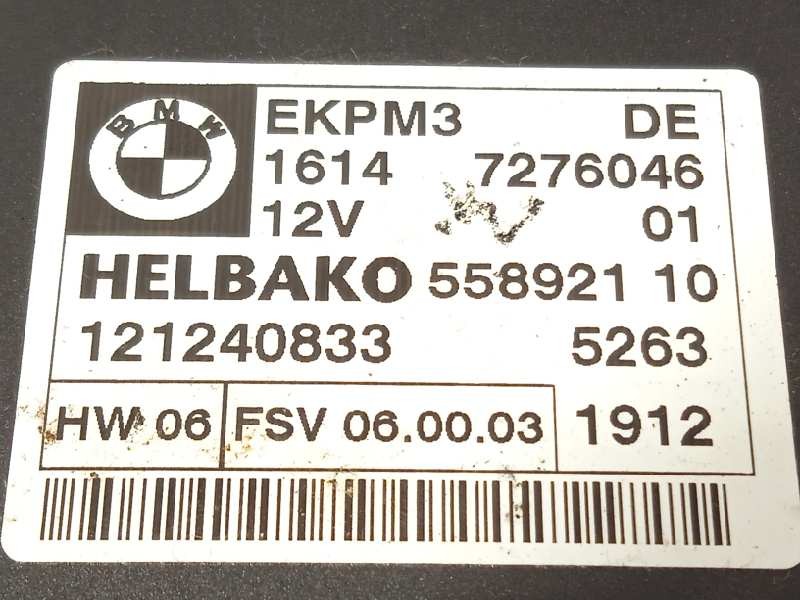 BMW
EKPM3 DE
1614 7276046
12V 01
HELBAKO 558921 10
121240833 5263
HW 06 FSV 06.00.03 1912